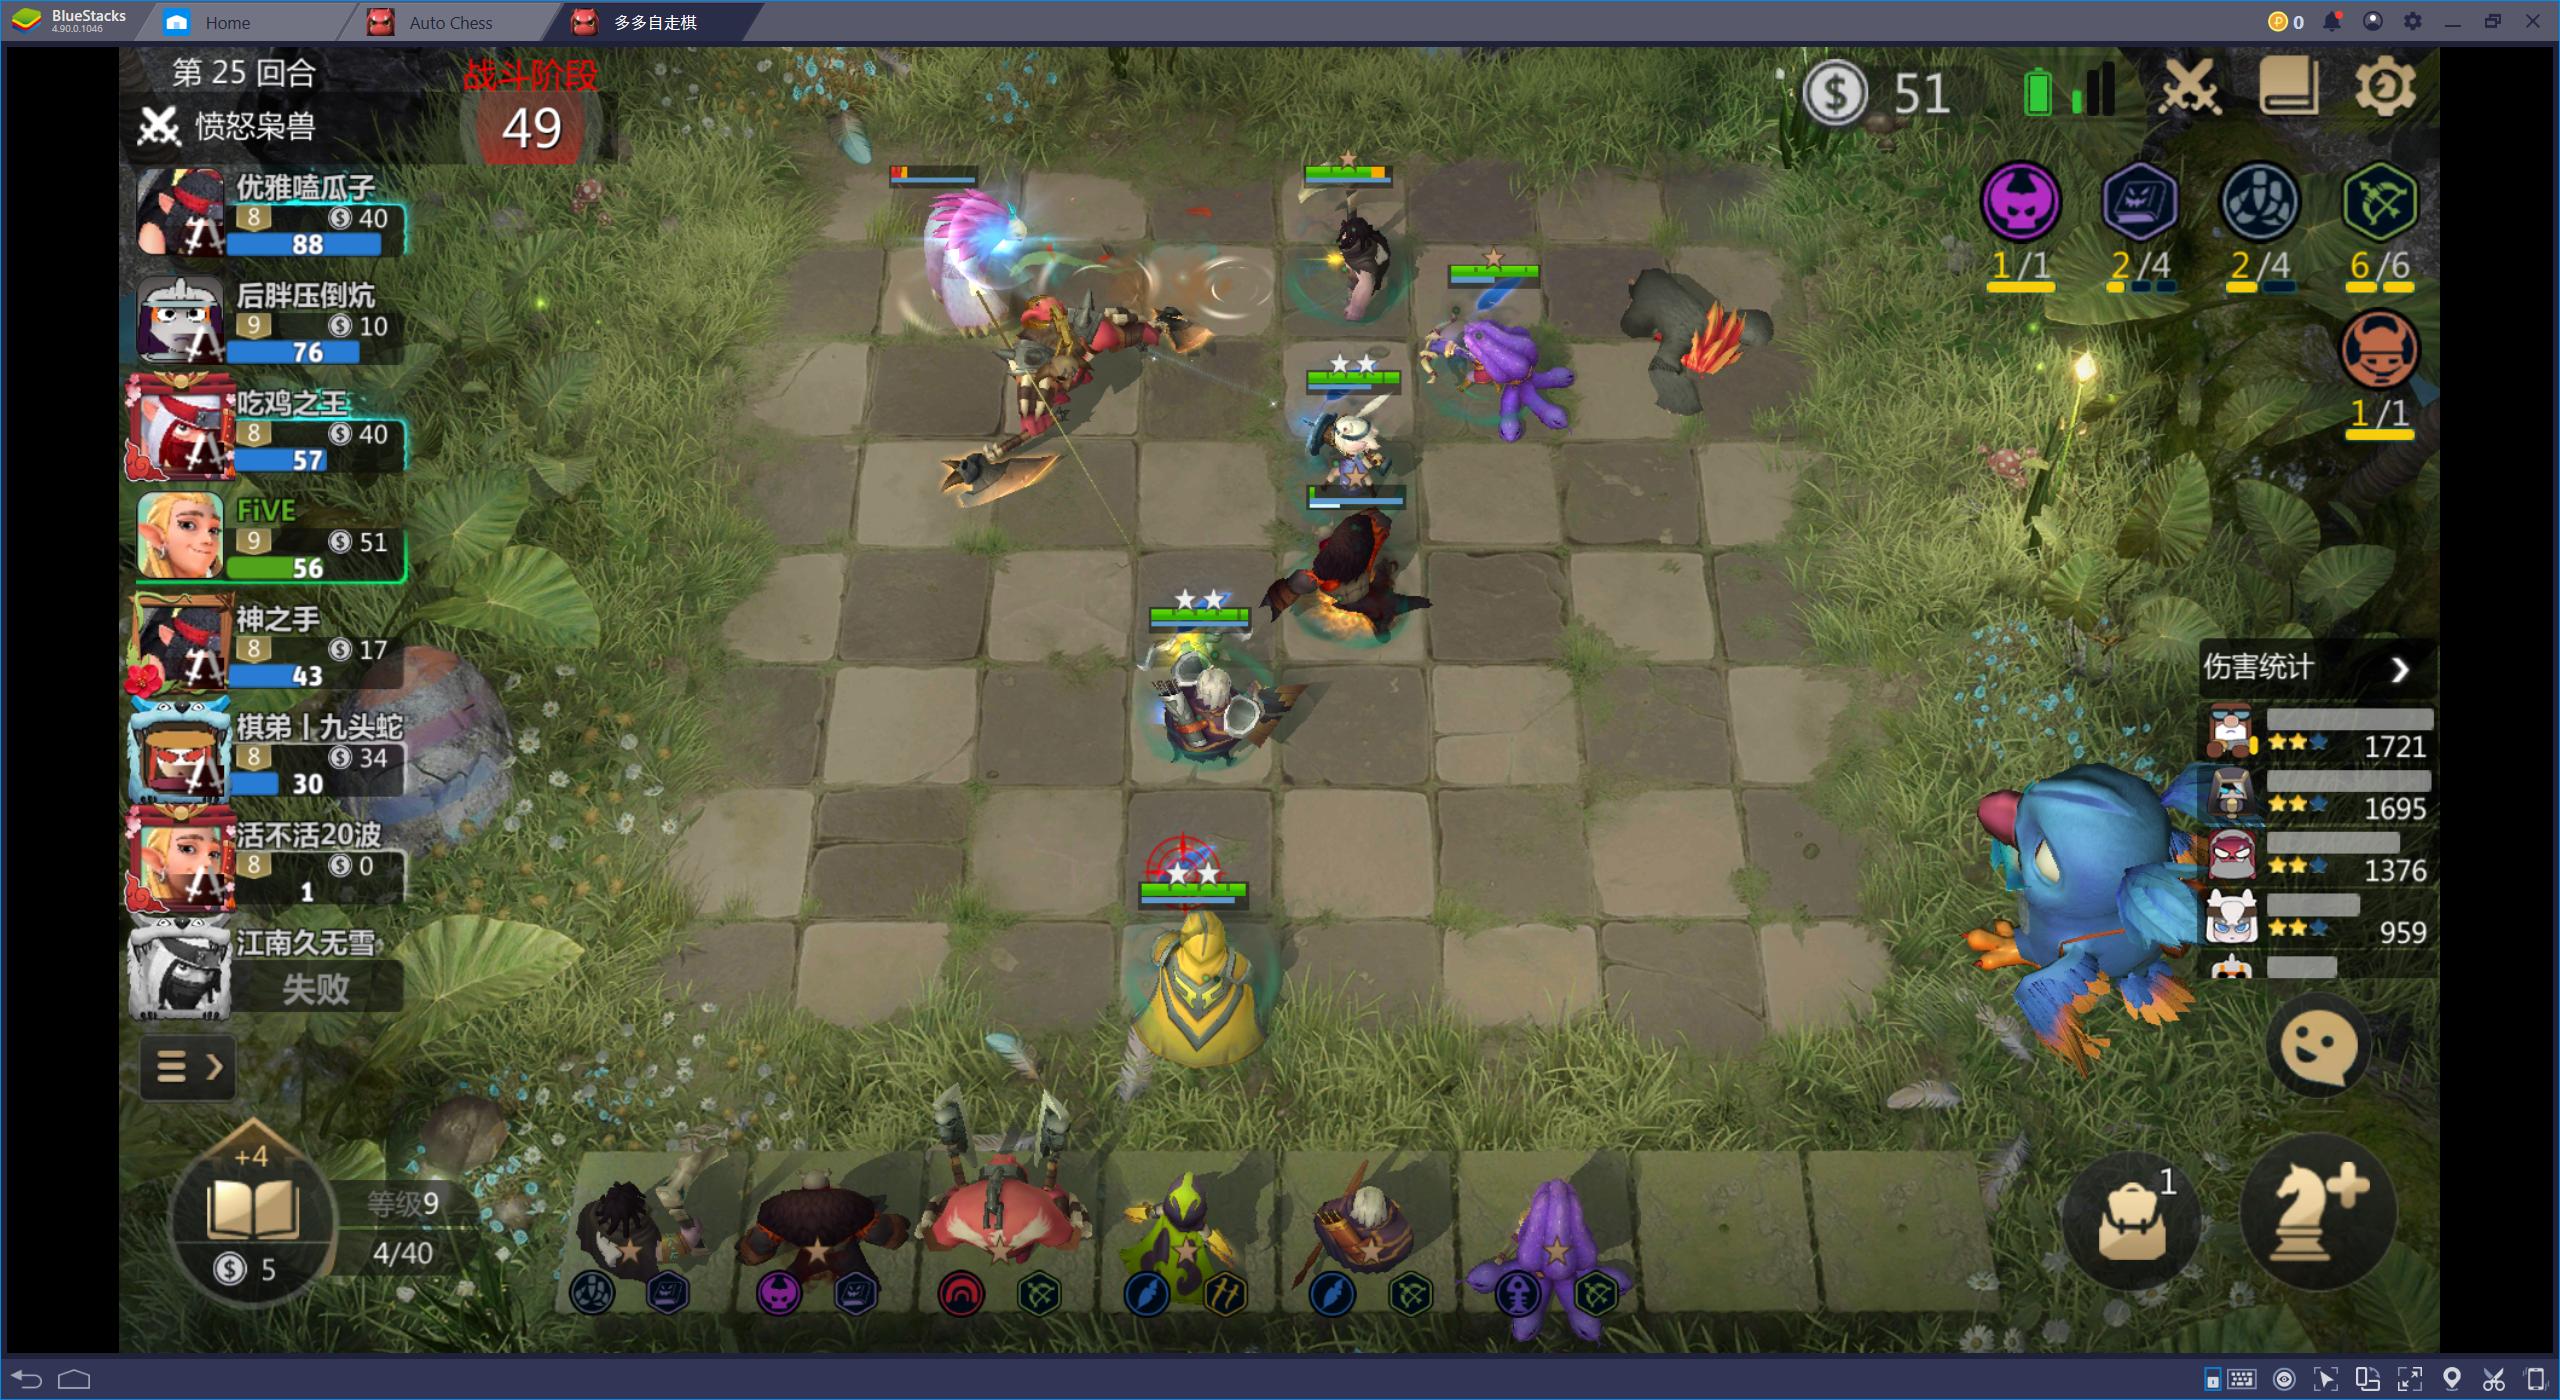 BlueStacks
4.90.0.1046
Home
Auto Chess
多多自走棋
0
第 25 回合
战斗阶段
愤怒枭兽
49
51
优雅嗑瓜子
8
40
88
后胖压倒炕
9
10
76
吃鸡之王
8
40
57
FiVE
9
51
56
神之手
8
17
43
棋弟丨九头蛇
8
34
30
活不活20波
8
0
1
江南久无雪
失败
1/1
2/4
2/4
6/6
1/1
伤害统计
1721
1695
1376
959
+4
等级9
4/40
5
1